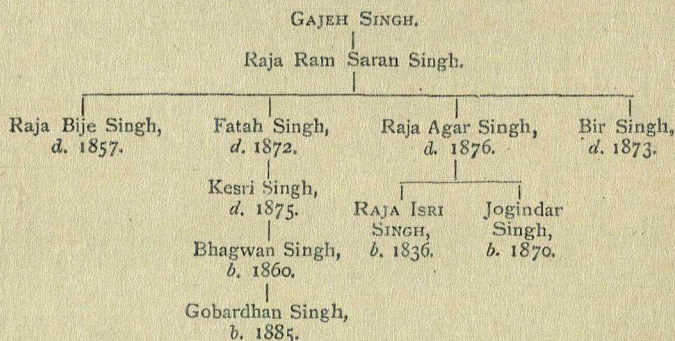 GAJEH SINGH.
Raja Ram Saran Singh.
Raja Bije Singh,
d. 1857.
Fatah Singh,
d. 1872.
Raja Agar Singh,
d. 1876.
Bir Singh,
d. 1873.
Kesri Singh,
d. 1875.
RAJA ISRI
SINGH,
b. 1836.
Jogindar
Singh,
b. 1870.
Bhagwan Singh,
b. 1860.
Gobardhan Singh,
b. 1885.